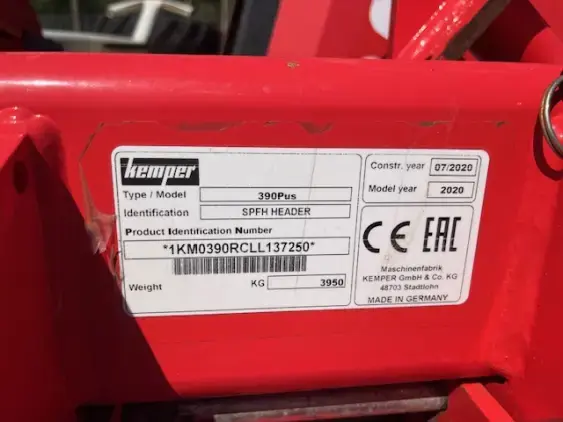 kemper
Constr. year 07/2020
Type / Model 390Pus
Model year 2020
Identification SPFH HEADER
Product Identification Number
*1KM0390RCLL137250*
Weight KG 3950
CE EAC
Maschinenfabrik
KEMPER GmbH & Co. KG
48703 Stadtlohn
MADE IN GERMANY